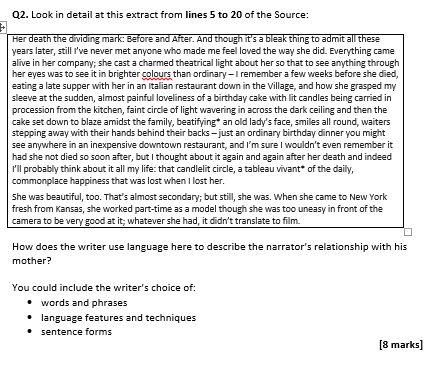 Q2. Look in detail at this extract from lines 5 to 20 of the Source:
Her death the dividing mark: Before and After. And though it's a bleak thing to admit all these
years later, still I've never met anyone who made me feel loved the way she did. Everything came
alive in her company; she cast a charmed theatrical light about her so that to see anything through
her eyes was to see it in brighter colours than ordinary – I remember a few weeks before she died,
eating a late supper with her in an Italian restaurant down in the Village, and how she grasped my
sleeve at the sudden, almost painful loveliness of a birthday cake with lit candles being carried in
procession from the kitchen, faint circle of light wavering in across the dark ceiling and then the
cake set down to blaze amidst the family, beatifying* an old lady's face, smiles all round, waiters
stepping away with their hands behind their backs – just an ordinary birthday dinner you might
see anywhere in an inexpensive downtown restaurant, and I'm sure I wouldn't even remember it
had she not died so soon after, but I thought about it again and again after her death and indeed
I'll probably think about it all my life: that candlelit circle, a tableau vivant* of the daily,
commonplace happiness that was lost when I lost her.
She was beautiful, too. That's almost secondary; but still, she was. When she came to New York
fresh from Kansas, she worked part-time as a model though she was too uneasy in front of the
camera to be very good at it; whatever she had, it didn't translate to film.
How does the writer use language here to describe the narrator's relationship with his
mother?
You could include the writer's choice of:
• words and phrases
• language features and techniques
• sentence forms
[8 marks]